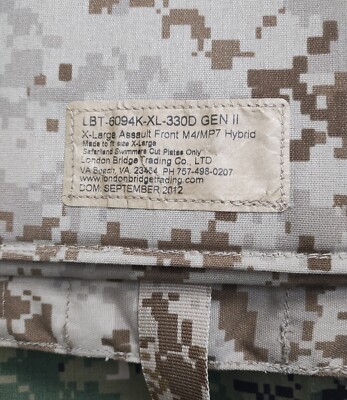 LBT-6094K-XL-330D GEN II
X-Large Assault Front M4/MP7 Hybrid
Made to fit size X-Large
Safariland Swimmers Cut Plates Only
London Bridge Trading Co., LTD
VA Beach, VA, 23464, PH 757-498-0207
www.londonbridgetrading.com
DOM: SEPTEMBER 2012